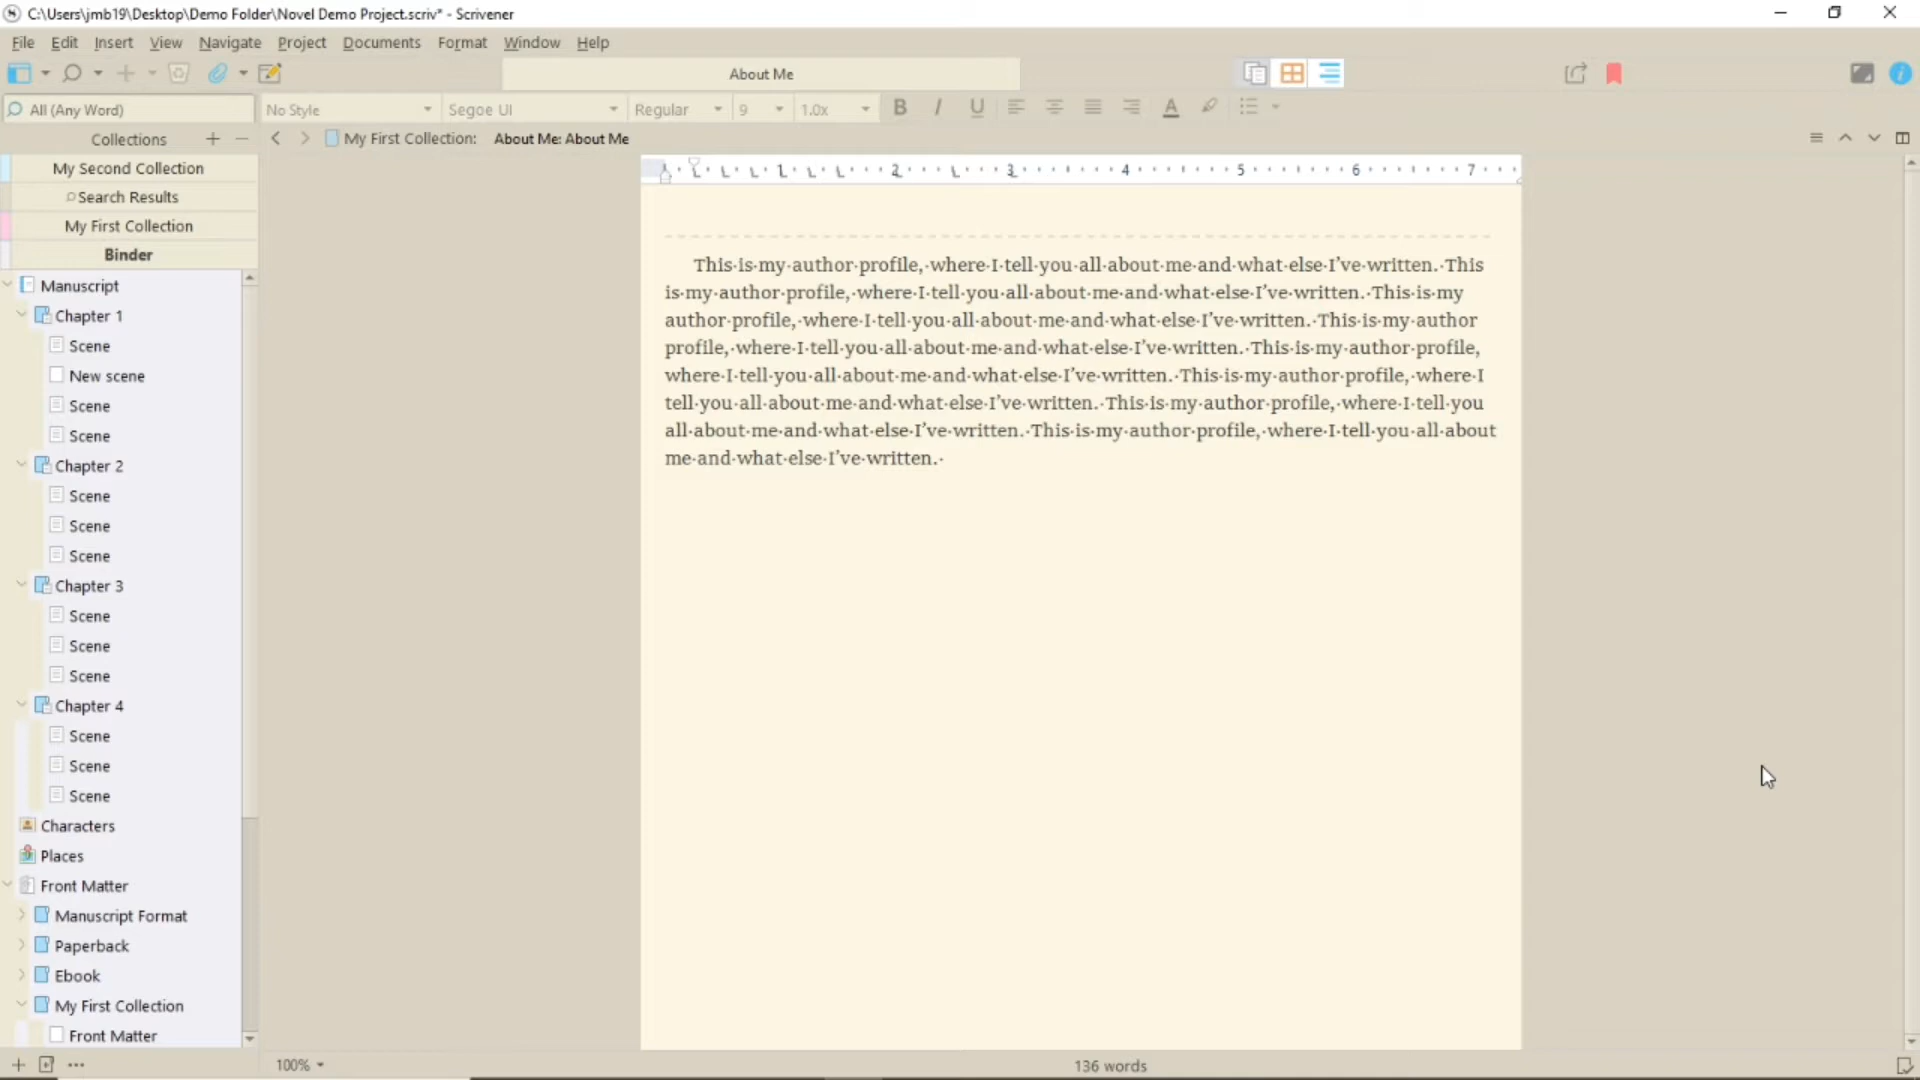 C:\Users\jmb19\Desktop\Demo Folder\Novel Demo Project.scriv* - Scrivener
File Edit Insert View Navigate Project Documents Format Window Help
About Me
All (Any Word) No Style Segoe UI Regular 9 1.0x B I U A
Collections + −
My First Collection: About Me: About Me
My Second Collection
Search Results
My First Collection
Binder
1 2 3 4 5 6 7
Manuscript
Chapter 1
Scene
New scene
Scene
Scene
Chapter 2
Scene
Scene
Scene
Chapter 3
Scene
Scene
Scene
Chapter 4
Scene
Scene
Scene
Characters
Places
Front Matter
Manuscript Format
Paperback
Ebook
My First Collection
Front Matter
This·is·my·author·profile,·where·I·tell·you·all·about·me·and·what·else·I’ve·written.·This
is·my·author·profile,·where·I·tell·you·all·about·me·and·what·else·I’ve·written.·This·is·my
author·profile,·where·I·tell·you·all·about·me·and·what·else·I’ve·written.·This·is·my·author
profile,·where·I·tell·you·all·about·me·and·what·else·I’ve·written.·This·is·my·author·profile,
where·I·tell·you·all·about·me·and·what·else·I’ve·written.·This·is·my·author·profile,·where·I
tell·you·all·about·me·and·what·else·I’ve·written.·This·is·my·author·profile,·where·I·tell·you
all·about·me·and·what·else·I’ve·written.·This·is·my·author·profile,·where·I·tell·you·all·about
me·and·what·else·I’ve·written.·
100% 136 words